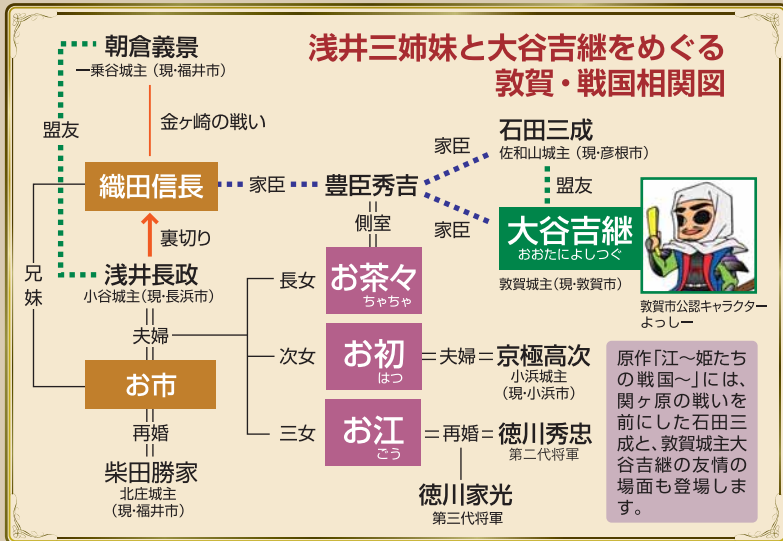 浅井三姉妹と大谷吉継をめぐる
敦賀・戦国相関図
朝倉義景
一乗谷城主（現・福井市）
盟友
金ヶ崎の戦い
織田信長
家臣
豊臣秀吉
家臣
石田三成
佐和山城主（現・彦根市）
盟友
家臣
大谷吉継
おおたによしつぐ
敦賀城主（現・敦賀市）
敦賀市公認キャラクター
よっしー
裏切り
兄妹
浅井長政
小谷城主（現・長浜市）
夫婦
お市
再婚
柴田勝家
北庄城主
（現・福井市）
側室
長女
お茶々
ちゃちゃ
次女
お初
はつ
夫婦
京極高次
小浜城主
（現・小浜市）
三女
お江
ごう
再婚
徳川秀忠
第二代将軍
徳川家光
第三代将軍
原作「江～姫たち
の戦国～」には、
関ヶ原の戦いを
前にした石田三
成と、敦賀城主大
谷吉継の友情の
場面も登場しま
す。